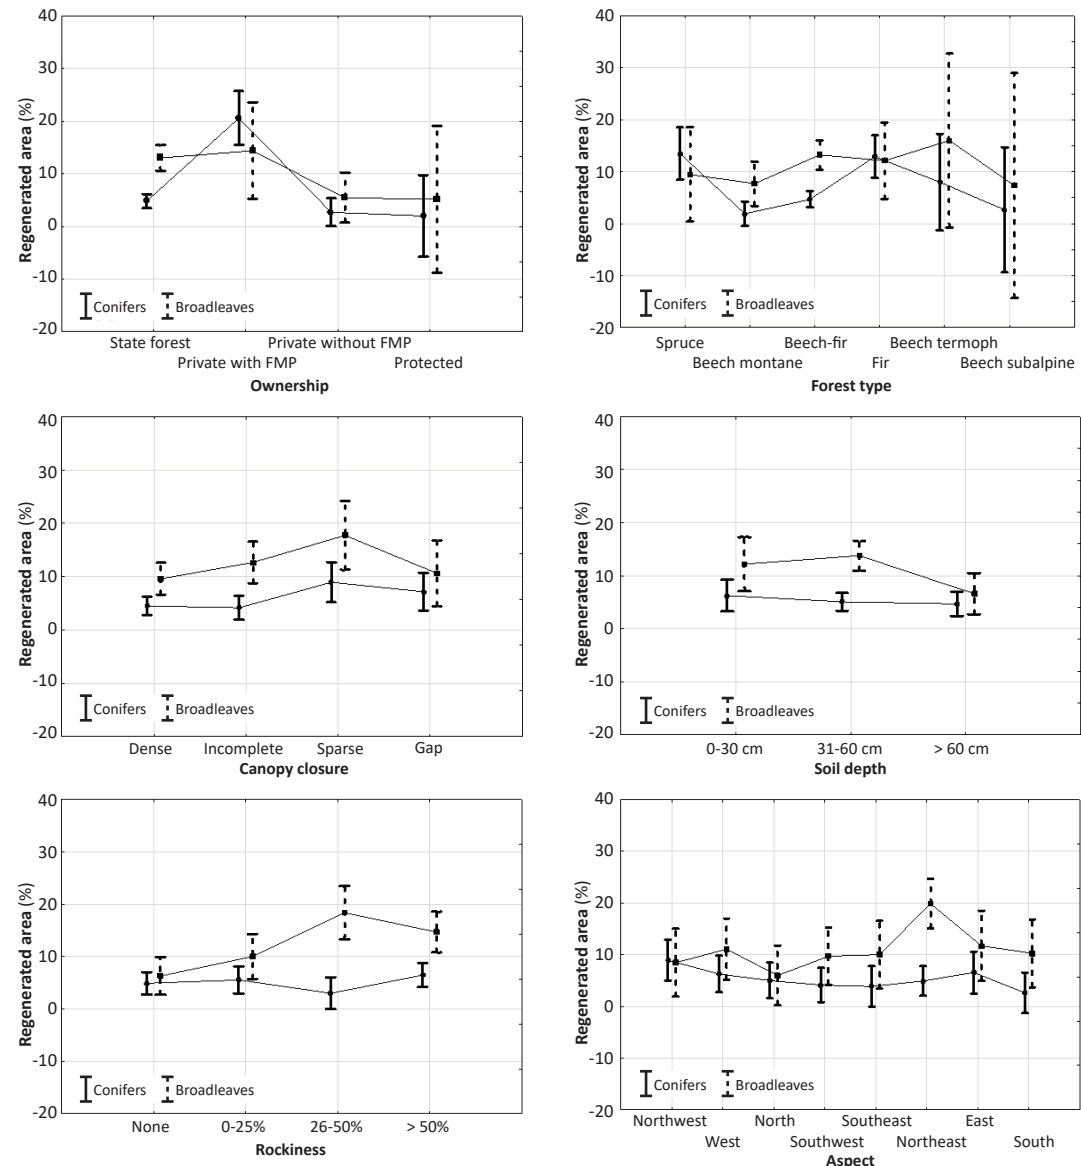 Regenerated area (%)
40
30
20
10
0
-10
-20
Conifers
Broadleaves
State forest
Private without FMP
Private with FMP
Protected
Ownership
Regenerated area (%)
40
30
20
10
0
-10
-20
Conifers
Broadleaves
Spruce
Beech-fir
Beech termoph
Beech montane
Fir
Beech subalpine
Forest type
Regenerated area (%)
40
30
20
10
0
-10
-20
Conifers
Broadleaves
Dense
Incomplete
Sparse
Gap
Canopy closure
Regenerated area (%)
40
30
20
10
0
-10
-20
Conifers
Broadleaves
0-30 cm
31-60 cm
> 60 cm
Soil depth
Regenerated area (%)
40
30
20
10
0
-10
-20
Conifers
Broadleaves
None
0-25%
26-50%
> 50%
Rockiness
Regenerated area (%)
40
30
20
10
0
-10
-20
Conifers
Broadleaves
Northwest
North
Southeast
East
West
Southwest
Northeast
South
Aspect